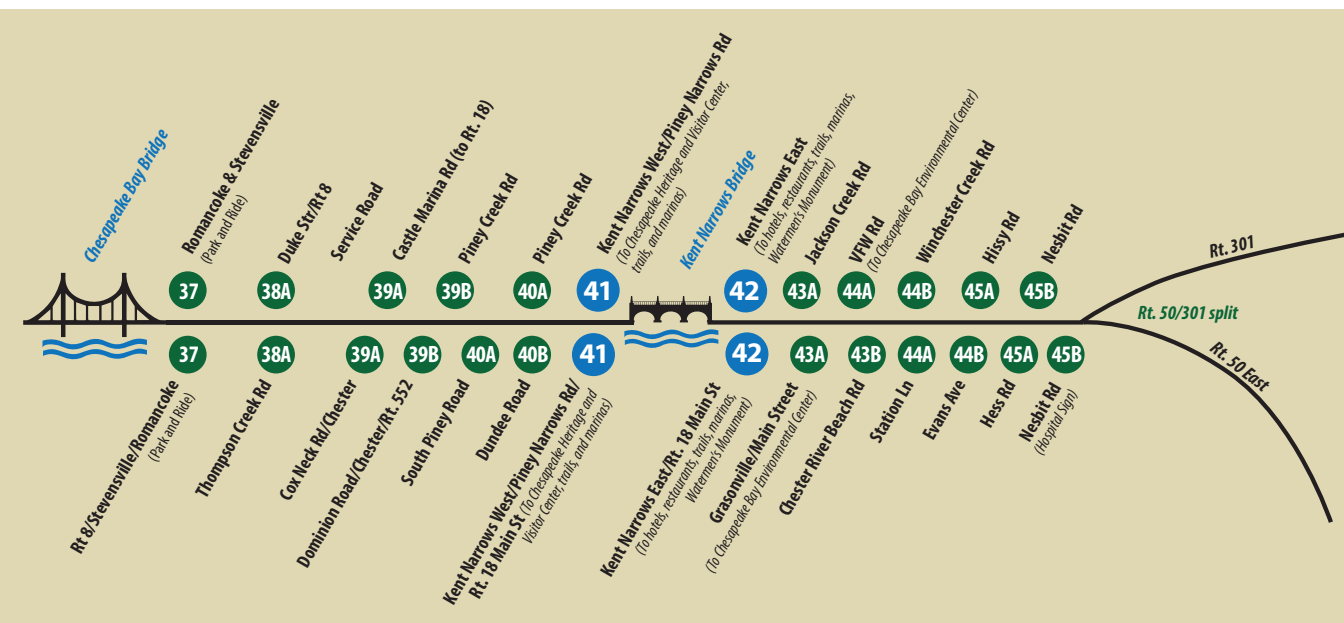 Chesapeake Bay Bridge
Romancoke & Stevensville
(Park and Ride)
Duke Str/Rt 8
Service Road
Castle Marina Rd (to Rt. 18)
Piney Creek Rd
Piney Creek Rd
Kent Narrows West/Piney Narrows Rd
(To Chesapeake Heritage and Visitor Center,
trails, and marinas)
Kent Narrows Bridge
Kent Narrows East
(To hotels, restaurants, trails, marinas,
Watermen's Monument)
Jackson Creek Rd
VFW Rd
(To Chesapeake Bay Environmental Center)
Winchester Creek Rd
Hissy Rd
Nesbit Rd
37
38A
39A
39B
40A
41
42
43A
44A
44B
45A
45B
Rt. 301
Rt. 50/301 split
Rt. 50 East
37
38A
39A
39B
40A
40B
41
42
43A
43B
44A
44B
45A
45B
Rt 8/Stevensville/Romancoke
(Park and Ride)
Thompson Creek Rd
Cox Neck Rd/Chester
Dominion Road/Chester/Rt. 552
South Piney Road
Dundee Road
Kent Narrows West/Piney Narrows Rd/
Rt. 18 Main St (To Chesapeake Heritage and
Visitor Center, trails, and marinas)
Kent Narrows East/Rt. 18 Main St
(To hotels, restaurants, trails, marinas,
Watermen's Monument)
Grasonville/Main Street
(To Chesapeake Bay Environmental Center)
Chester River Beach Rd
Station Ln
Evans Ave
Hess Rd
Nesbit Rd
(Hospital Sign)